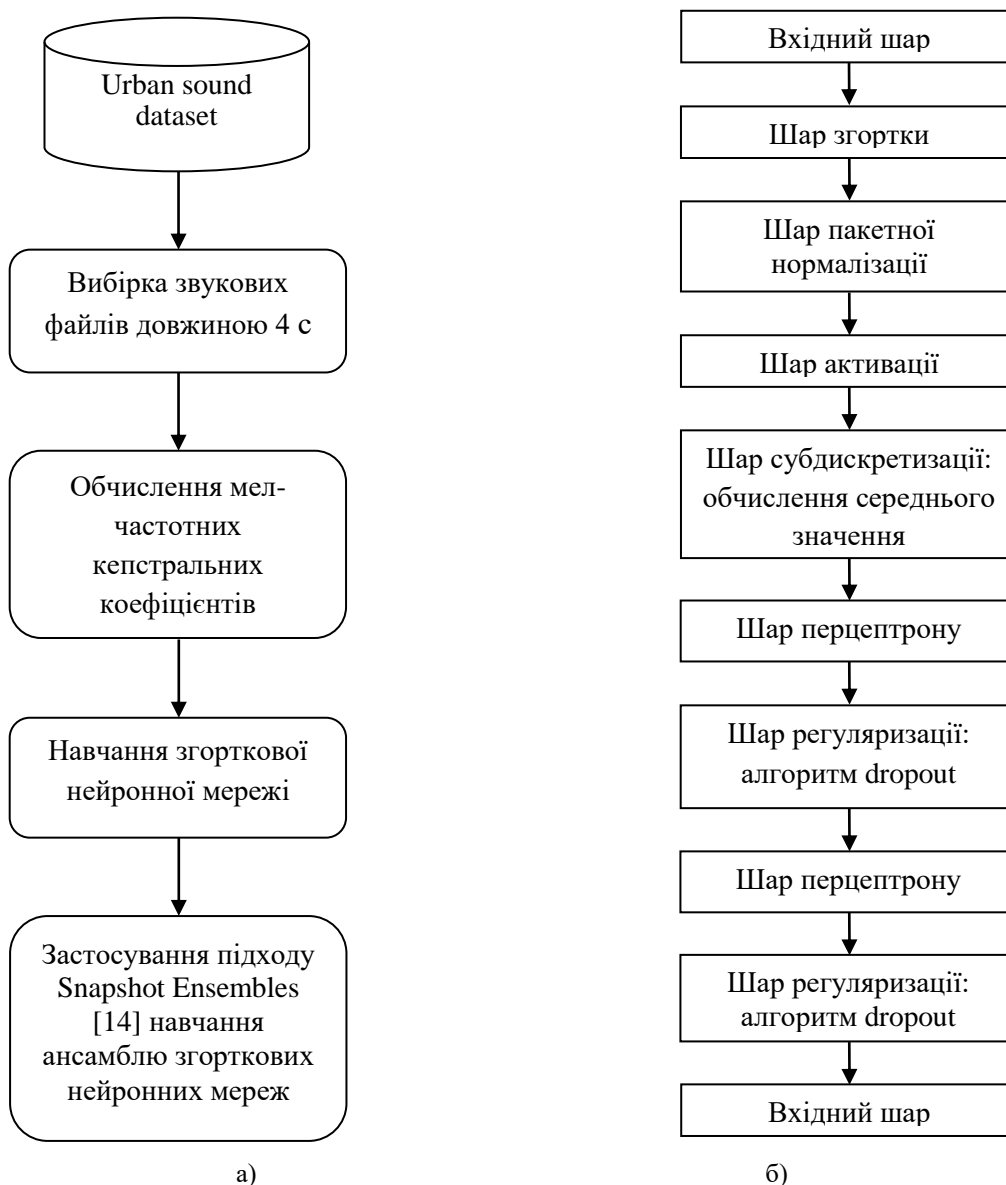 Urban sound
dataset
Вибірка звукових
файлів довжиною 4 с
Обчислення мел-
частотних
кепстральних
коефіцієнтів
Навчання згорткової
нейронної мережі
Застосування підходу
Snapshot Ensembles
[14] навчання
ансамблю згорткових
нейронних мереж
а)
Вхідний шар
Шар згортки
Шар пакетної
нормалізації
Шар активації
Шар субдискретизації:
обчислення середнього
значення
Шар перцептрону
Шар регуляризації:
алгоритм dropout
Шар перцептрону
Шар регуляризації:
алгоритм dropout
Вхідний шар
б)